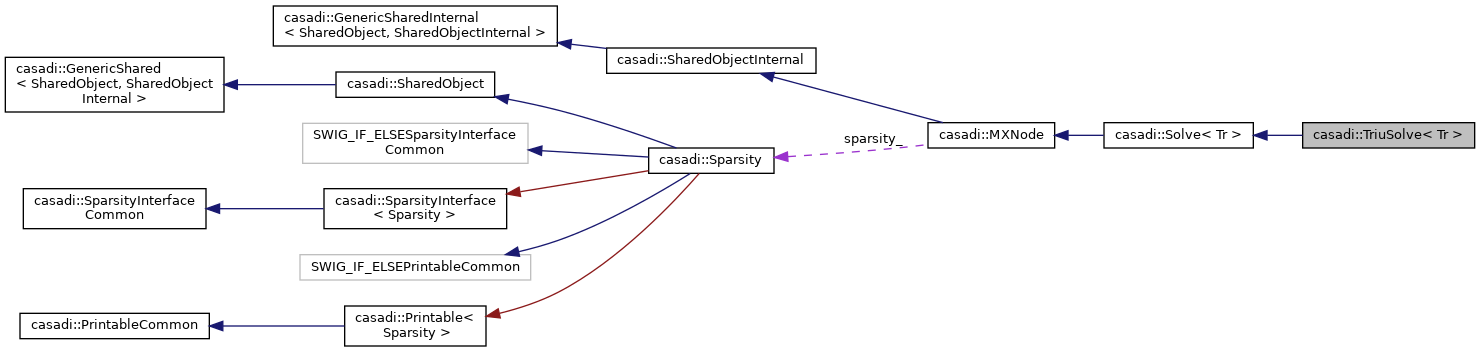 casadi::GenericSharedInternal
< SharedObject, SharedObjectInternal >
casadi::GenericShared
< SharedObject, SharedObject
Internal >
casadi::SharedObjectInternal
casadi::SharedObject
SWIG_IF_ELSESparsityInterface
Common
sparsity_
casadi::MXNode
casadi::Solve< Tr >
casadi::TriuSolve< Tr >
casadi::Sparsity
casadi::SparsityInterface
Common
casadi::SparsityInterface
< Sparsity >
SWIG_IF_ELSEPrintableCommon
casadi::PrintableCommon
casadi::Printable<
Sparsity >